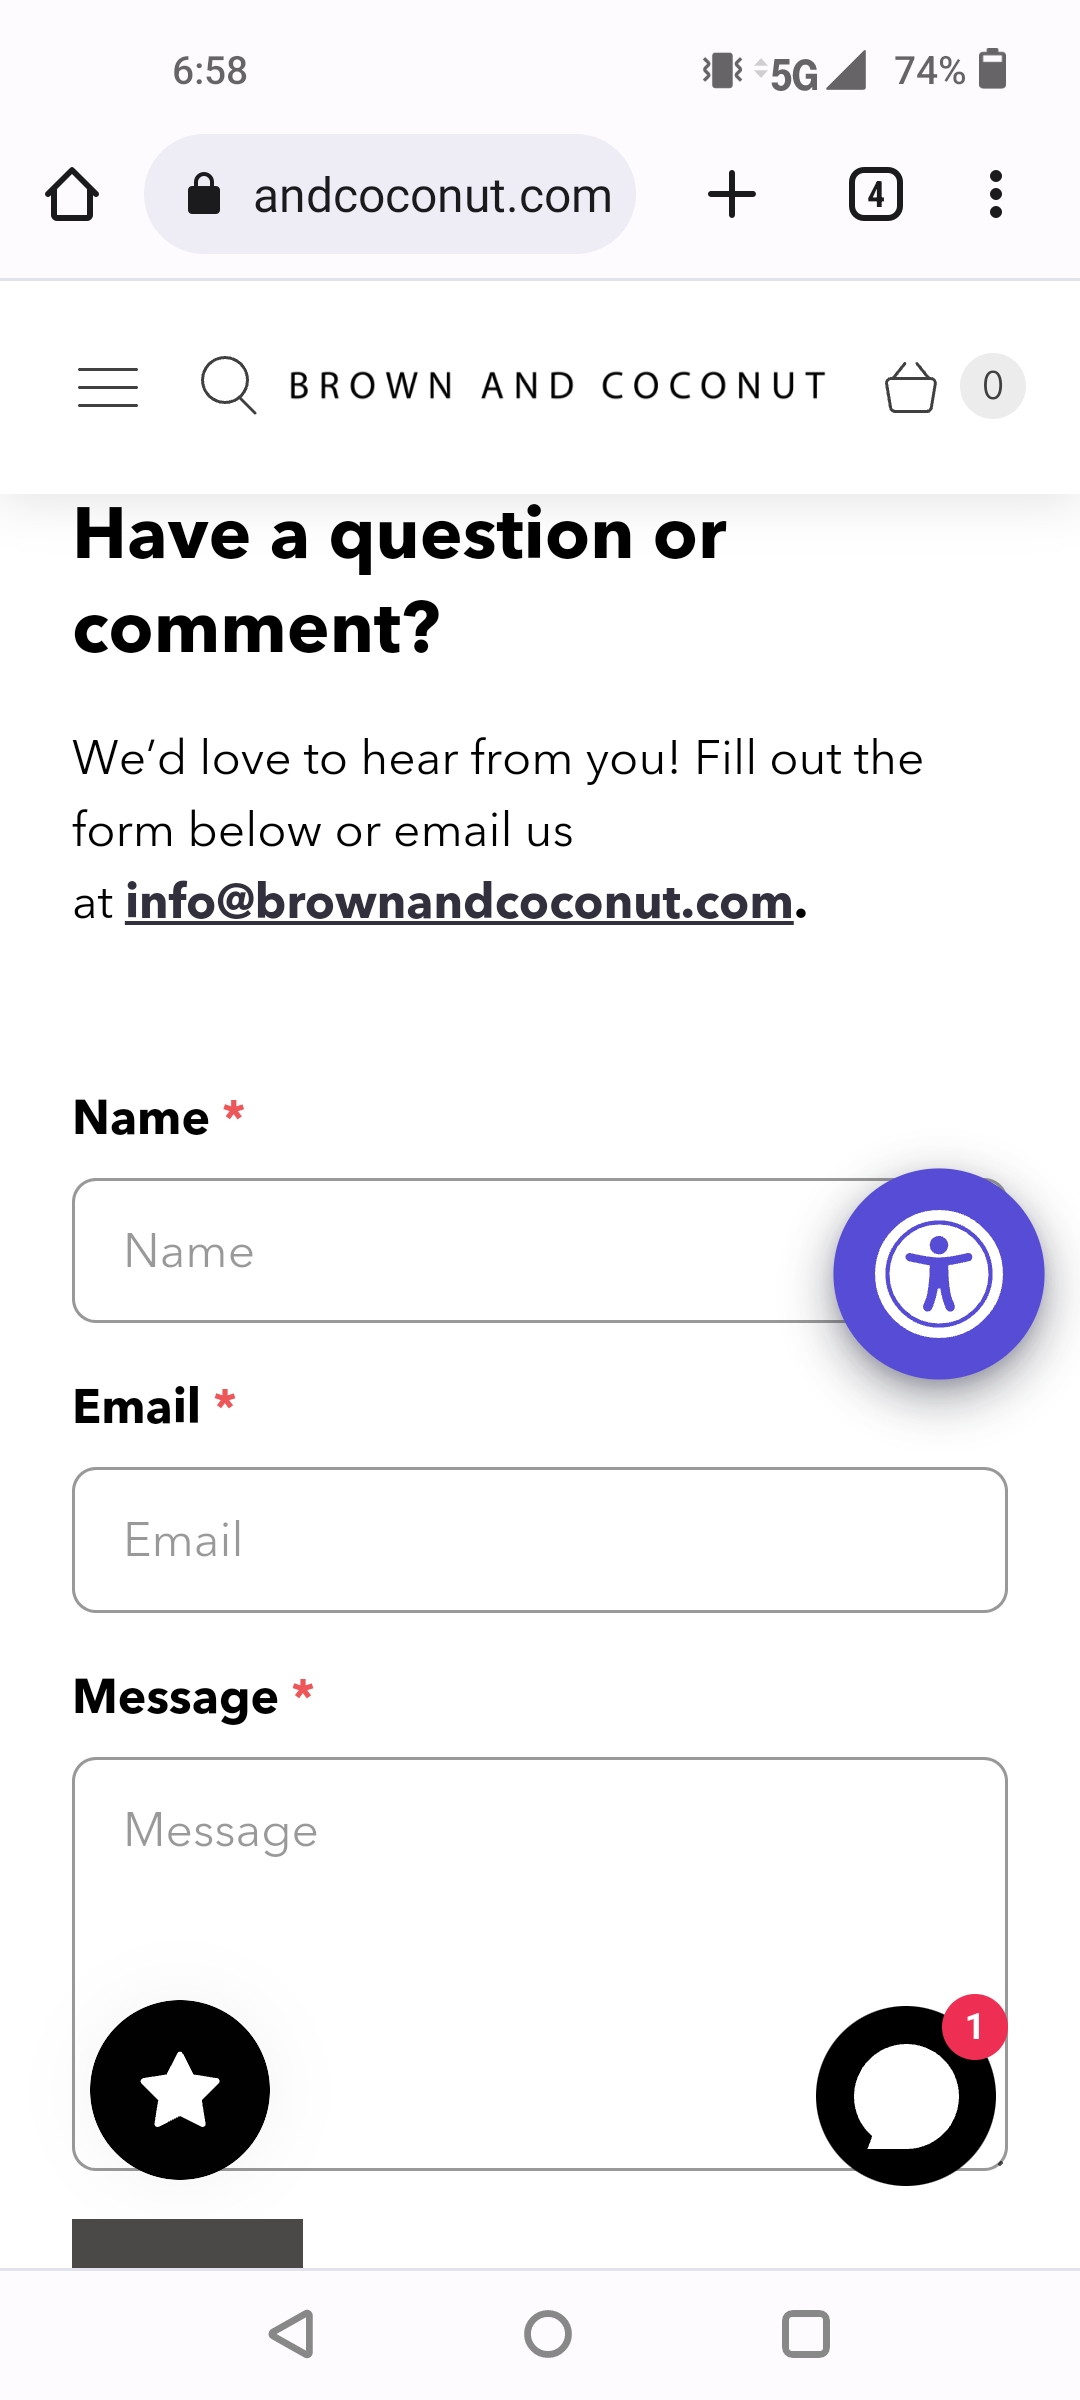 6:58
5G 74%
andcoconut.com
4
BROWN AND COCONUT
0
Have a question or
comment?
We’d love to hear from you! Fill out the
form below or email us
at info@brownandcoconut.com.
Name *
Name
Email *
Email
Message *
Message
1